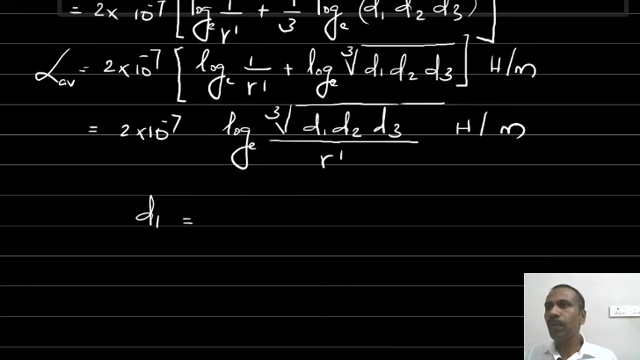 = 2 × 10⁻⁷ [ logₑ 1/r' + 1/3 logₑ (d₁ d₂ d₃) ]
Lav = 2×10⁻⁷ [ logₑ 1/r' + logₑ ∛(d₁ d₂ d₃) ] H/m
= 2×10⁻⁷ logₑ ∛(d₁ d₂ d₃) / r' H/m
d₁ =